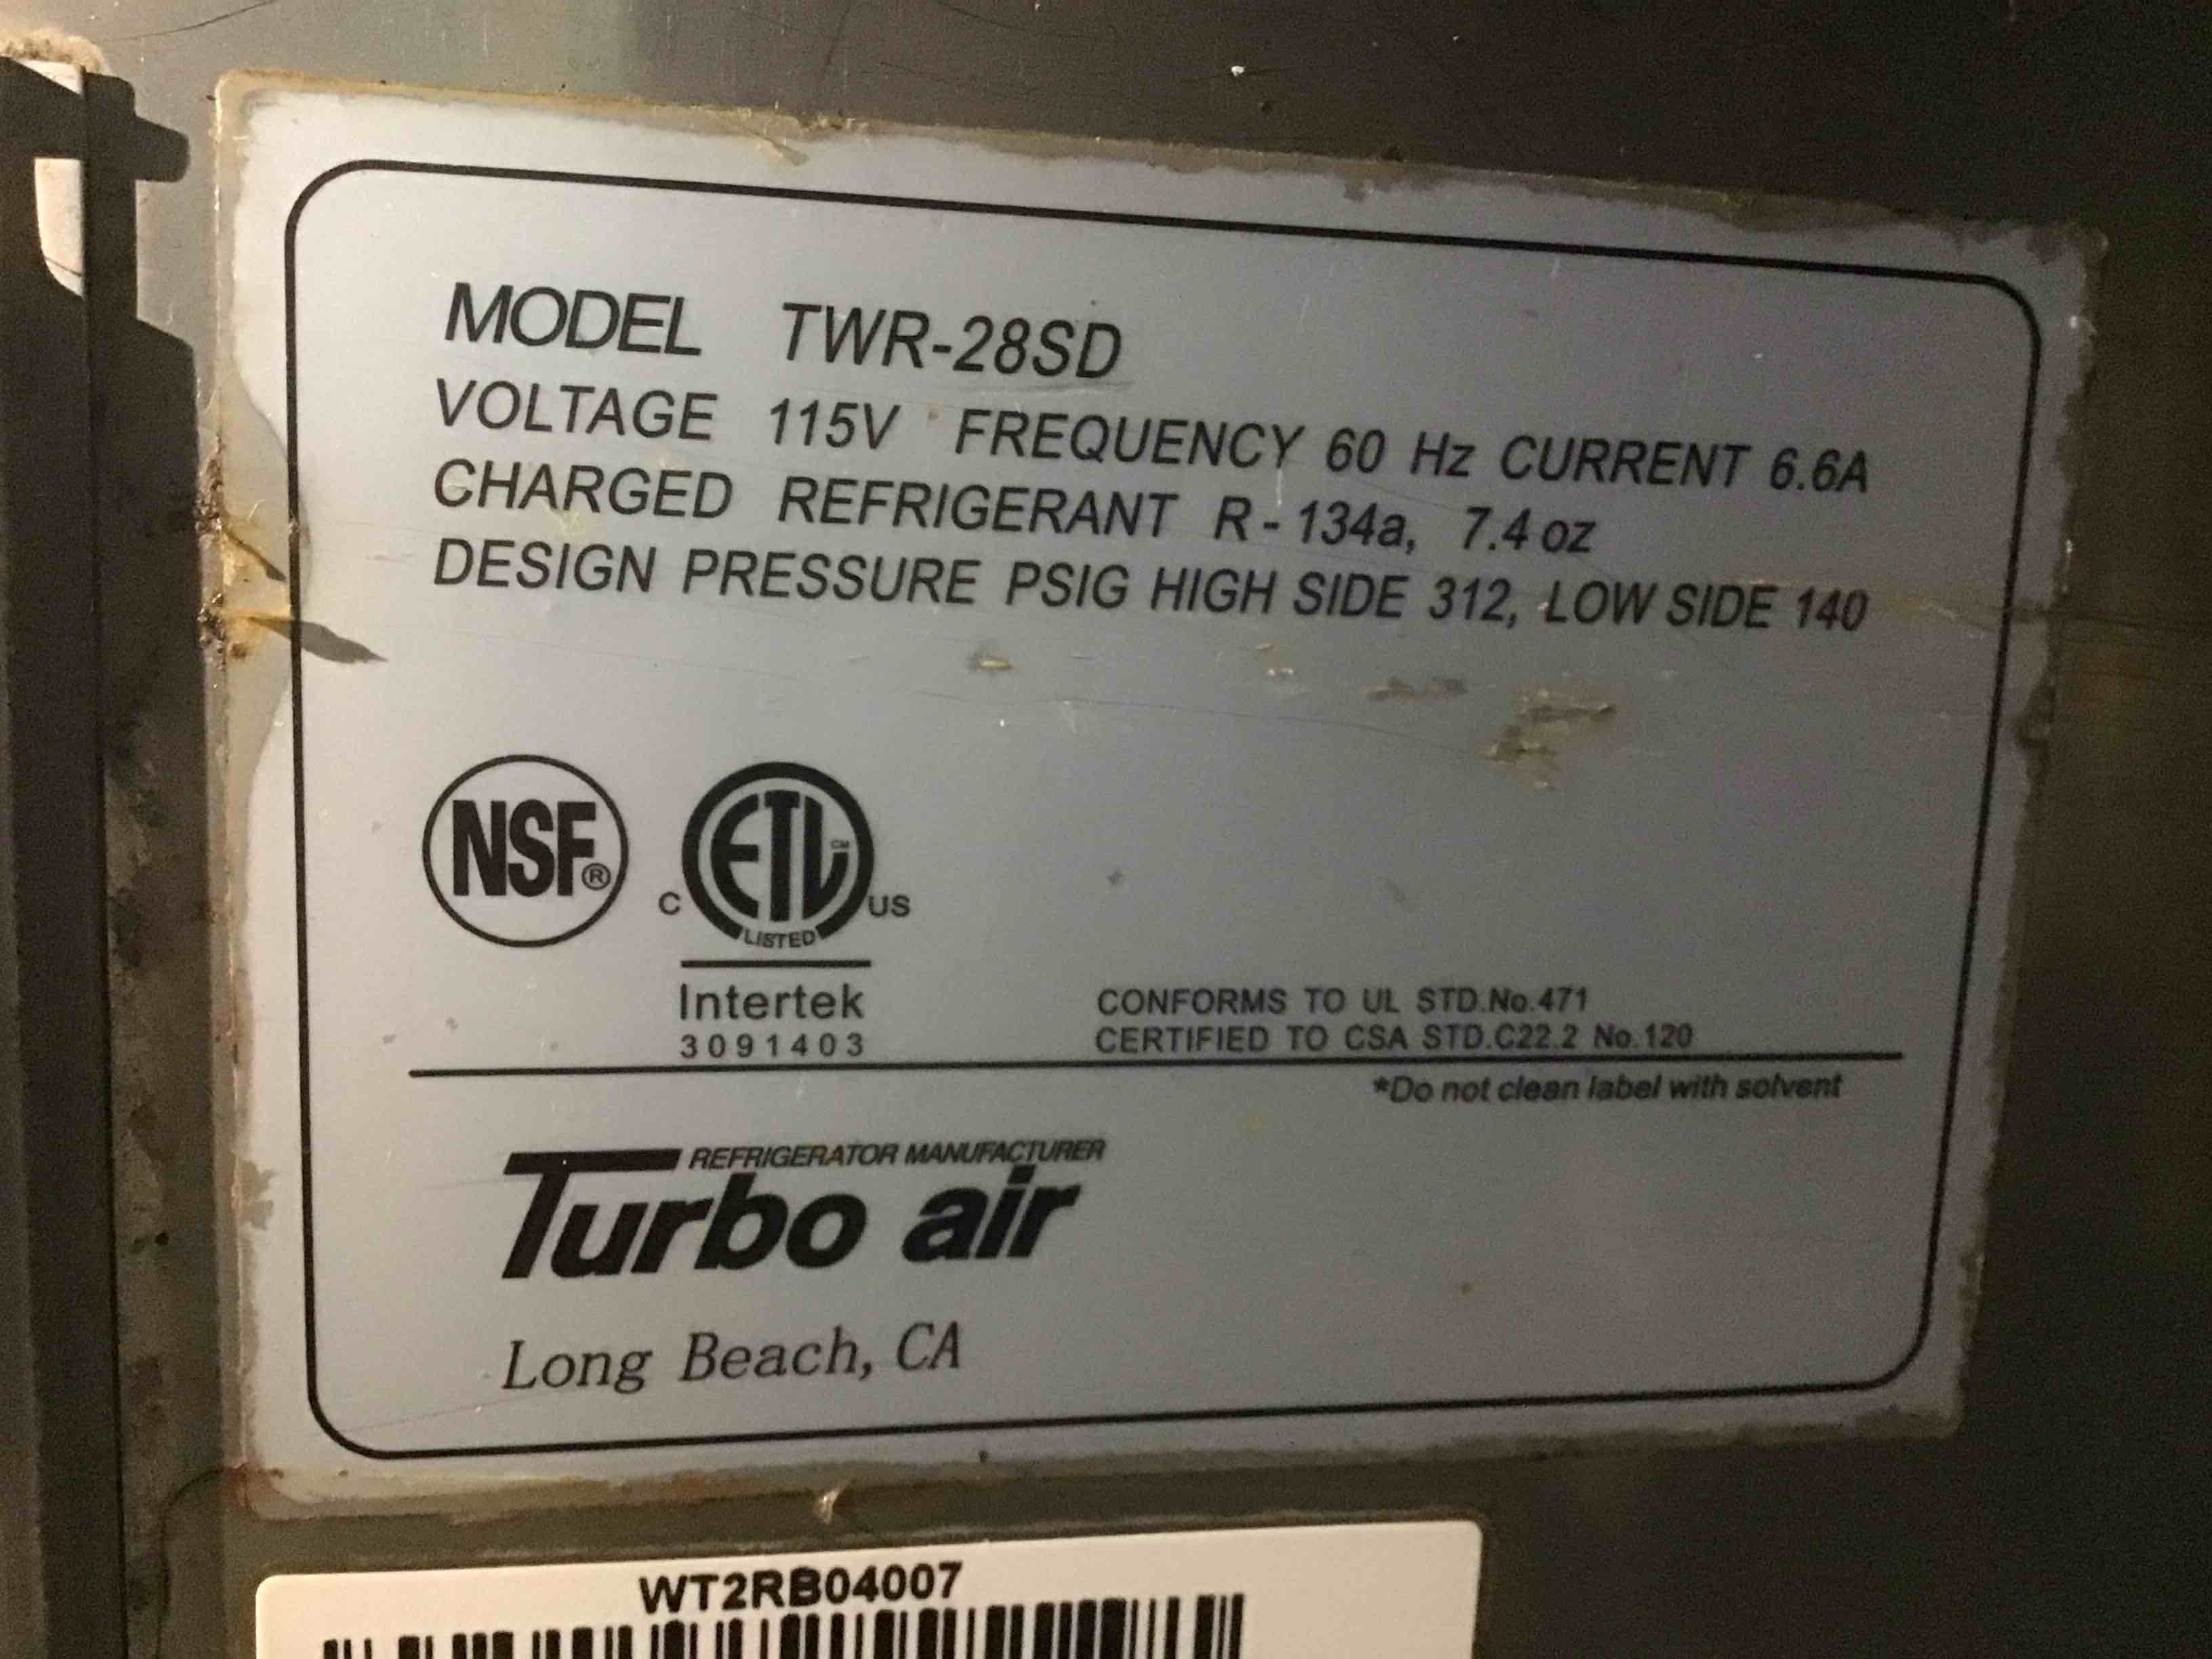 MODEL TWR-28SD
VOLTAGE 115V FREQUENCY 60 Hz CURRENT 6.6A
CHARGED REFRIGERANT R-134a, 7.4 oz
DESIGN PRESSURE PSIG HIGH SIDE 312, LOW SIDE 140
NSF®
C ETL CM US
LISTED
Intertek
3091403
CONFORMS TO UL STD.No.471
CERTIFIED TO CSA STD.C22.2 No.120
*Do not clean label with solvent
REFRIGERATOR MANUFACTURER
Turbo air
Long Beach, CA
WT2RB04007